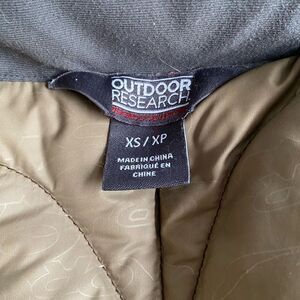 OUTDOOR
RESEARCH
XS / XP
MADE IN CHINA
FABRIQUÉ EN
CHINE